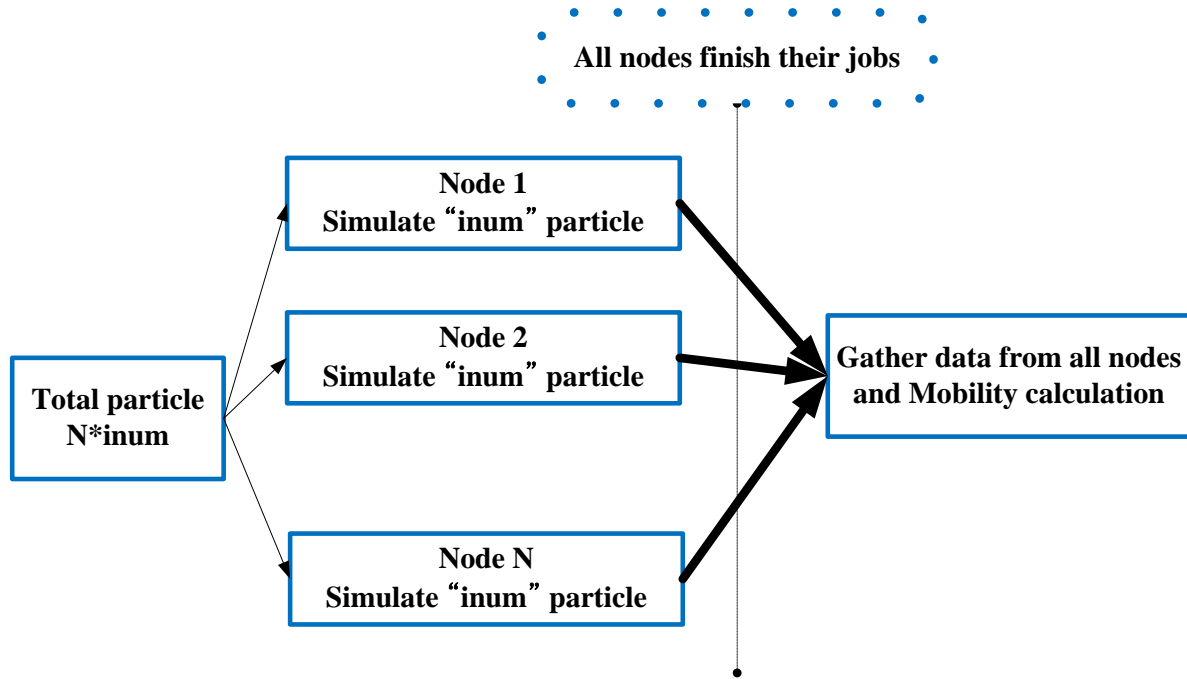 All nodes finish their jobs
Node 1
Simulate “inum” particle
Node 2
Simulate “inum” particle
Total particle
N*inum
Gather data from all nodes
and Mobility calculation
Node N
Simulate “inum” particle